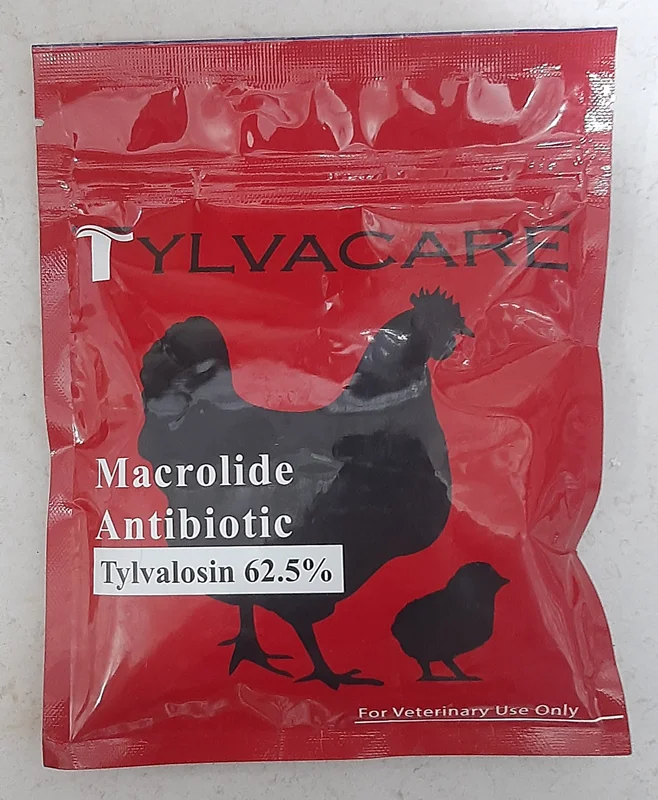 TYLVACARE
Macrolide
Antibiotic
Tylvalosin 62.5%
For Veterinary Use Only